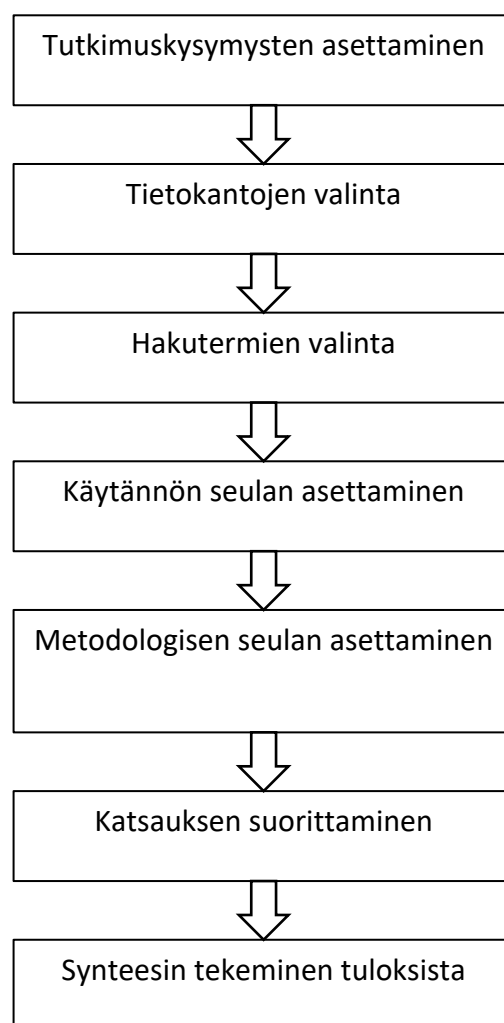 Tutkimuskysymysten asettaminen
Tietokantojen valinta
Hakutermien valinta
Käytännön seulan asettaminen
Metodologisen seulan asettaminen
Katsauksen suorittaminen
Synteesin tekeminen tuloksista